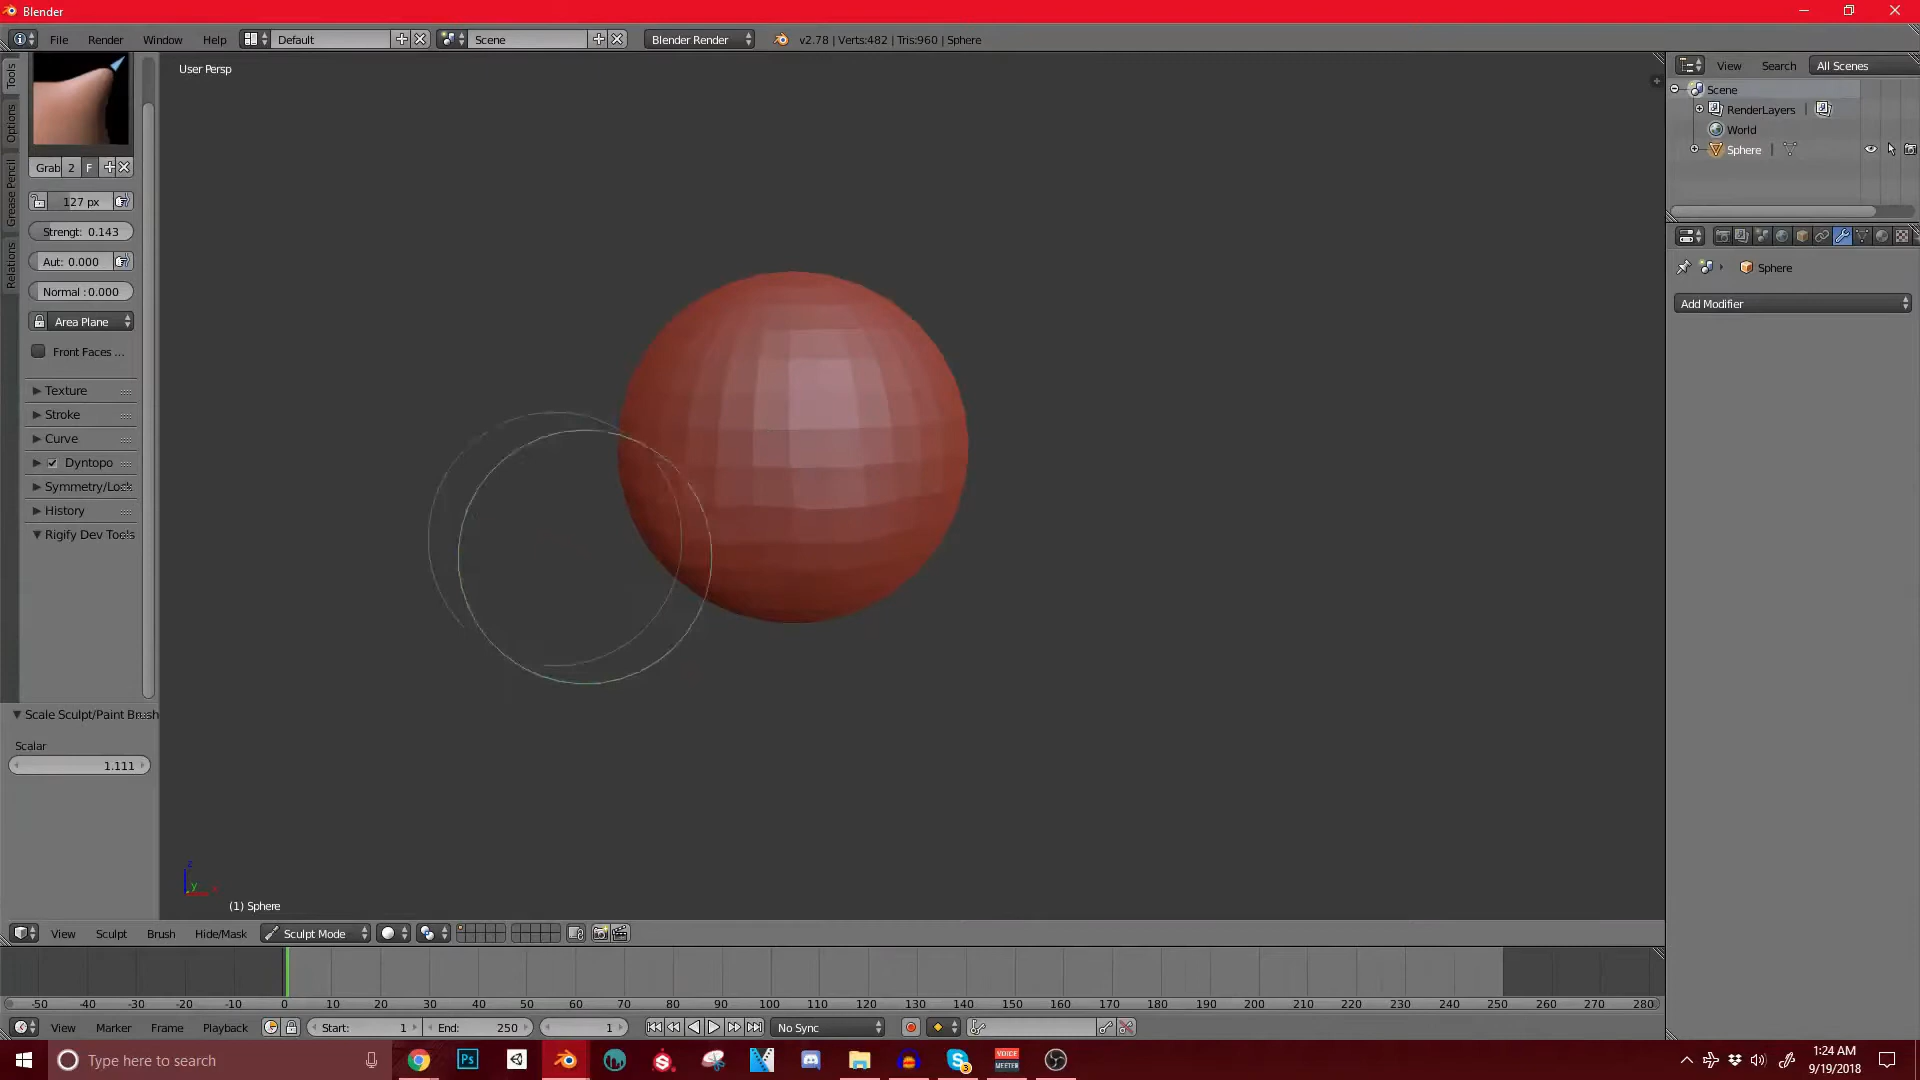 Blender
File Render Window Help Default Scene Blender Render v2.78 | Verts:482 | Tris:960 | Sphere
Tools
Options
Grease Pencil
Relations
Grab 2 F
127 px
Strengt: 0.143
Aut: 0.000
Normal : 0.000
Area Plane
Front Faces ...
Texture
Stroke
Curve
Dyntopo
Symmetry/Lock
History
Rigify Dev Tools
Scale Sculpt/Paint Brush
Scalar
1.111
User Persp
z
y
x
(1) Sphere
View Search All Scenes
Scene
RenderLayers |
World
Sphere |
Sphere
Add Modifier
View Sculpt Brush Hide/Mask Sculpt Mode
-50 -40 -30 -20 -10 0 10 20 30 40 50 60 70 80 90 100 110 120 130 140 150 160 170 180 190 200 210 220 230 240 250 260 270 280
View Marker Frame Playback Start: 1 End: 250 1 No Sync
Type here to search
Ps
S
3
VOICE
MEETER
1:24 AM
9/19/2018